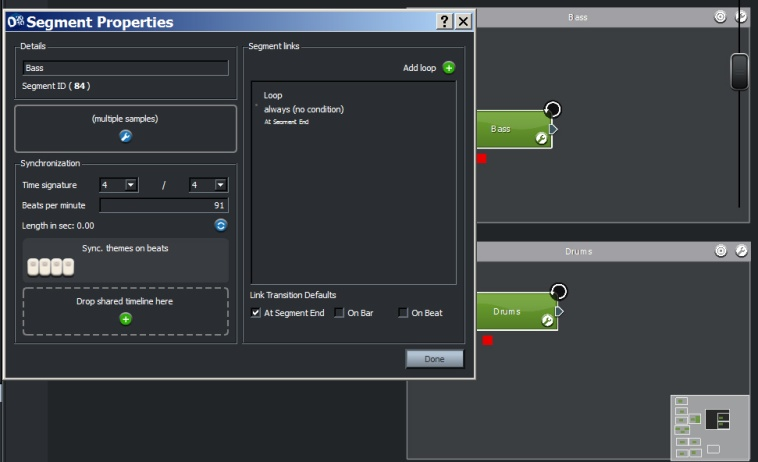 Segment Properties
Details
Bass
Segment ID ( 84 )
(multiple samples)
Synchronization
Time signature 4 / 4
Beats per minute 91
Length in sec: 0.00
Sync. themes on beats
Drop shared timeline here
Segment links
Add loop
Loop
always (no condition)
At Segment End
Link Transition Defaults
At Segment End On Bar On Beat
Done
Bass
Bass
Drums
Drums